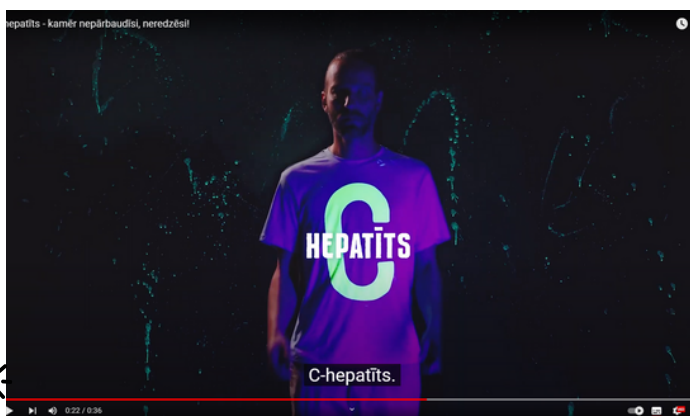 hepatīts - kamēr nepārbaudīsi, neredzēsi!
C
HEPATĪTS
C-hepatīts.
0:22 / 0:36